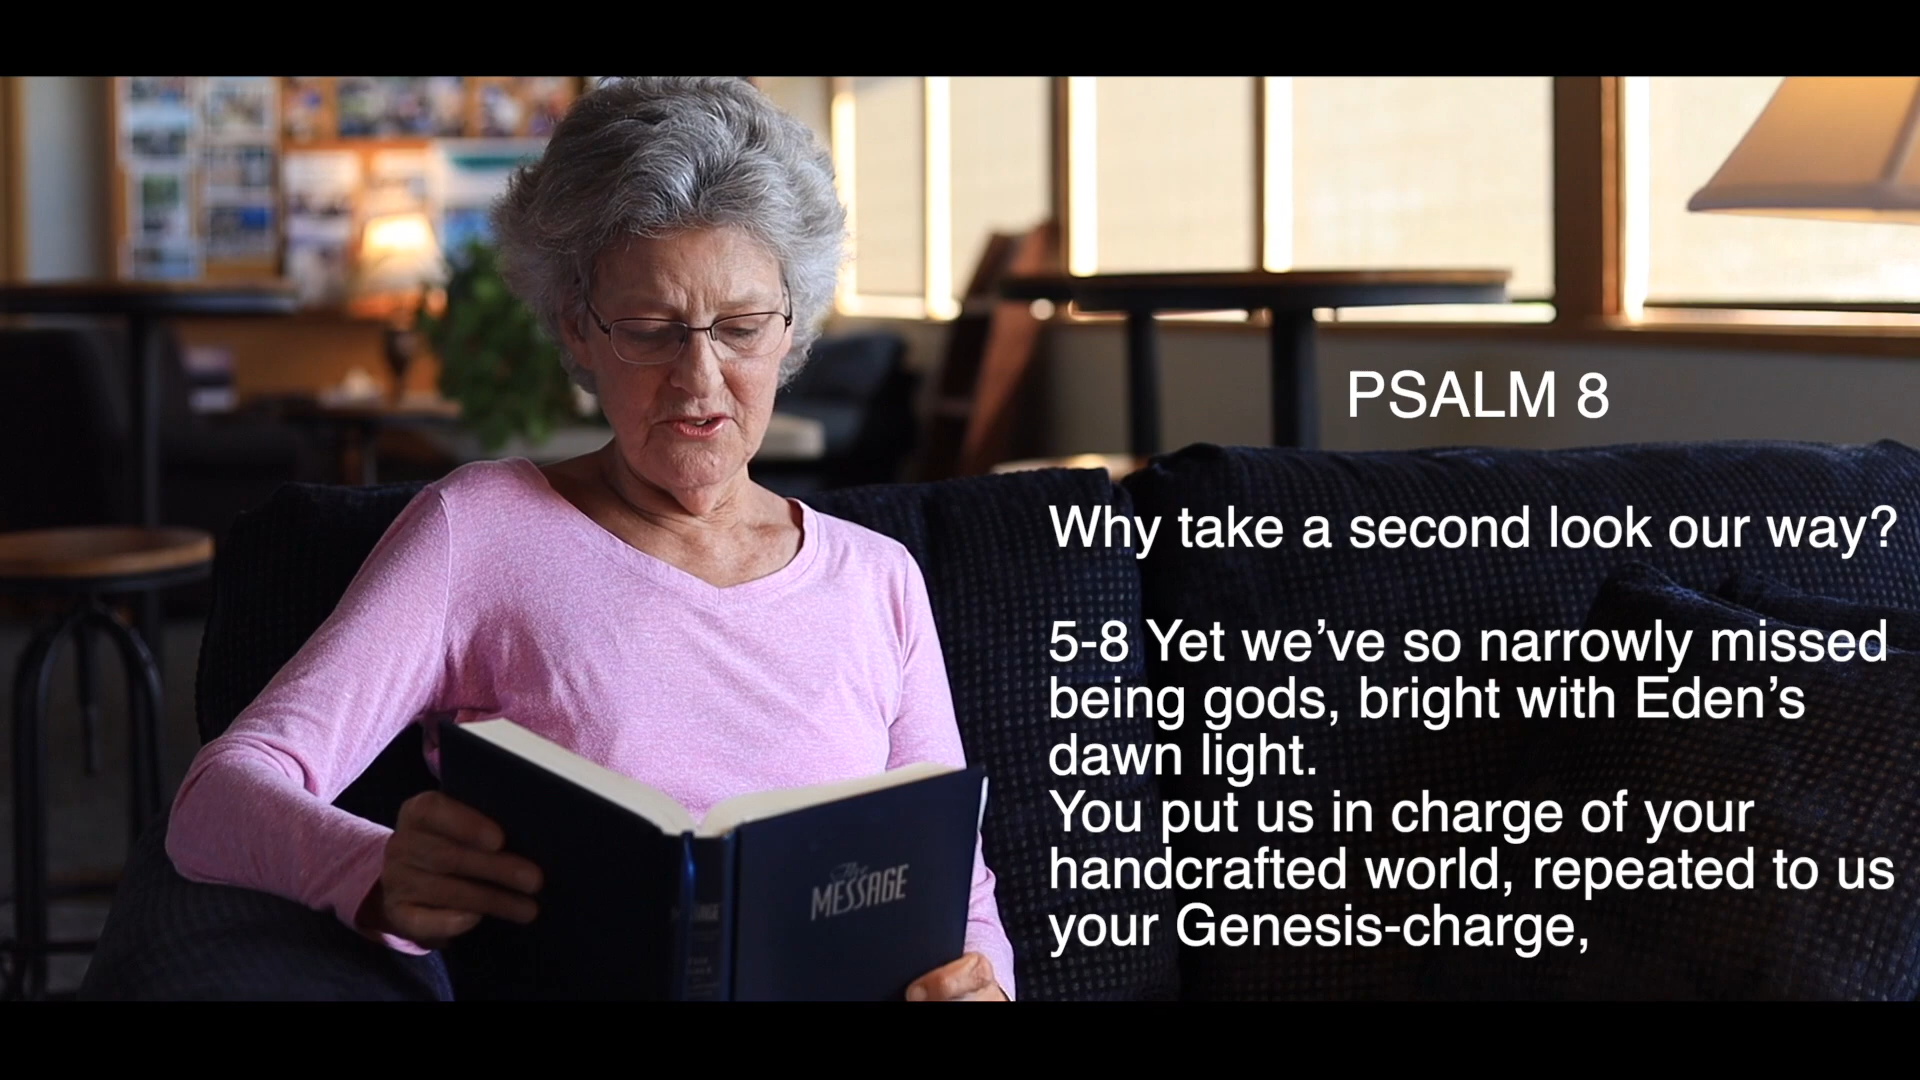 PSALM 8
Why take a second look our way?
5-8 Yet we’ve so narrowly missed
being gods, bright with Eden’s
dawn light.
You put us in charge of your
handcrafted world, repeated to us
your Genesis-charge,
The
MESSAGE
MESSAGE